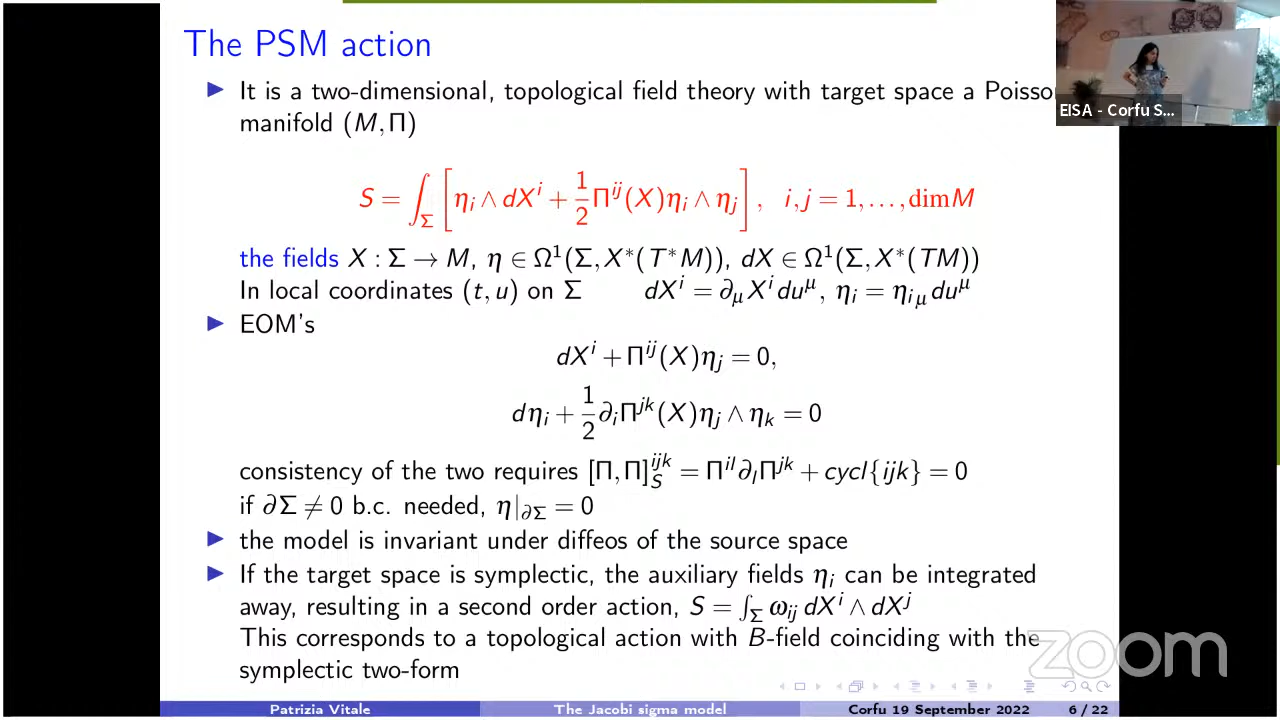 The PSM action
▶ It is a two-dimensional, topological field theory with target space a Poisso
manifold (M, Π)
S = ∫_Σ [ η_i ∧ dX^i + 1/2 Π^{ij}(X)η_i ∧ η_j ] , i, j = 1, . . . , dimM
the fields X : Σ → M, η ∈ Ω^1(Σ, X*(T*M)), dX ∈ Ω^1(Σ, X*(TM))
In local coordinates (t, u) on Σ dX^i = ∂_μ X^i du^μ, η_i = η_{iμ} du^μ
▶ EOM's
dX^i + Π^{ij}(X)η_j = 0,
dη_i + 1/2 ∂_i Π^{jk}(X)η_j ∧ η_k = 0
consistency of the two requires [Π, Π]_S^{ijk} = Π^{il}∂_l Π^{jk} + cycl{ijk} = 0
if ∂Σ ≠ 0 b.c. needed, η|_{∂Σ} = 0
▶ the model is invariant under diffeos of the source space
▶ If the target space is symplectic, the auxiliary fields η_i can be integrated
away, resulting in a second order action, S = ∫_Σ ω_{ij} dX^i ∧ dX^j
This corresponds to a topological action with B-field coinciding with the
symplectic two-form
EISA - Corfu S...
zoom
Patrizia Vitale The Jacobi sigma model Corfu 19 September 2022 6 / 22